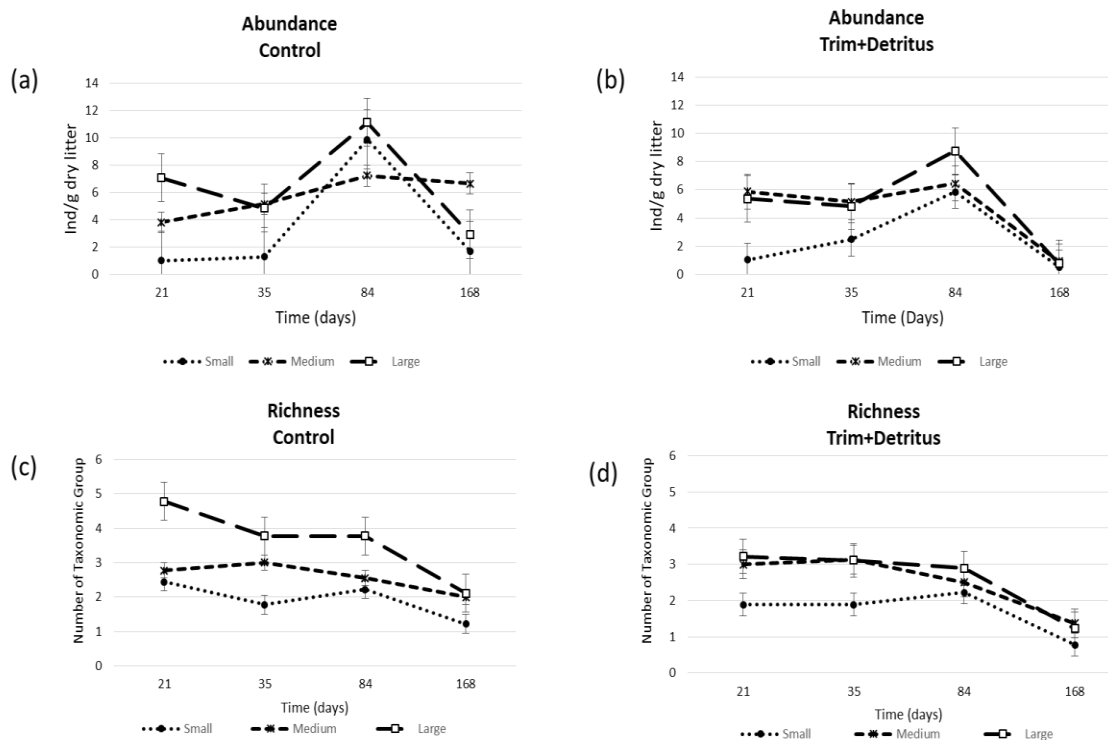 Abundance
Control
(a)
14
12
10
8
6
4
2
0
Ind/g dry litter
21 35 84 168
Time (days)
Small Medium Large
Abundance
Trim+Detritus
(b)
14
12
10
8
6
4
2
0
Ind/g dry litter
21 35 84 168
Time (Days)
Small Medium Large
Richness
Control
(c)
6
5
4
3
2
1
0
Number of Taxonomic Group
21 35 84 168
Time (days)
Small Medium Large
Richness
Trim+Detritus
(d)
6
5
4
3
2
1
0
Number of Taxonomic Group
21 35 84 168
Time (days)
Small Medium Large